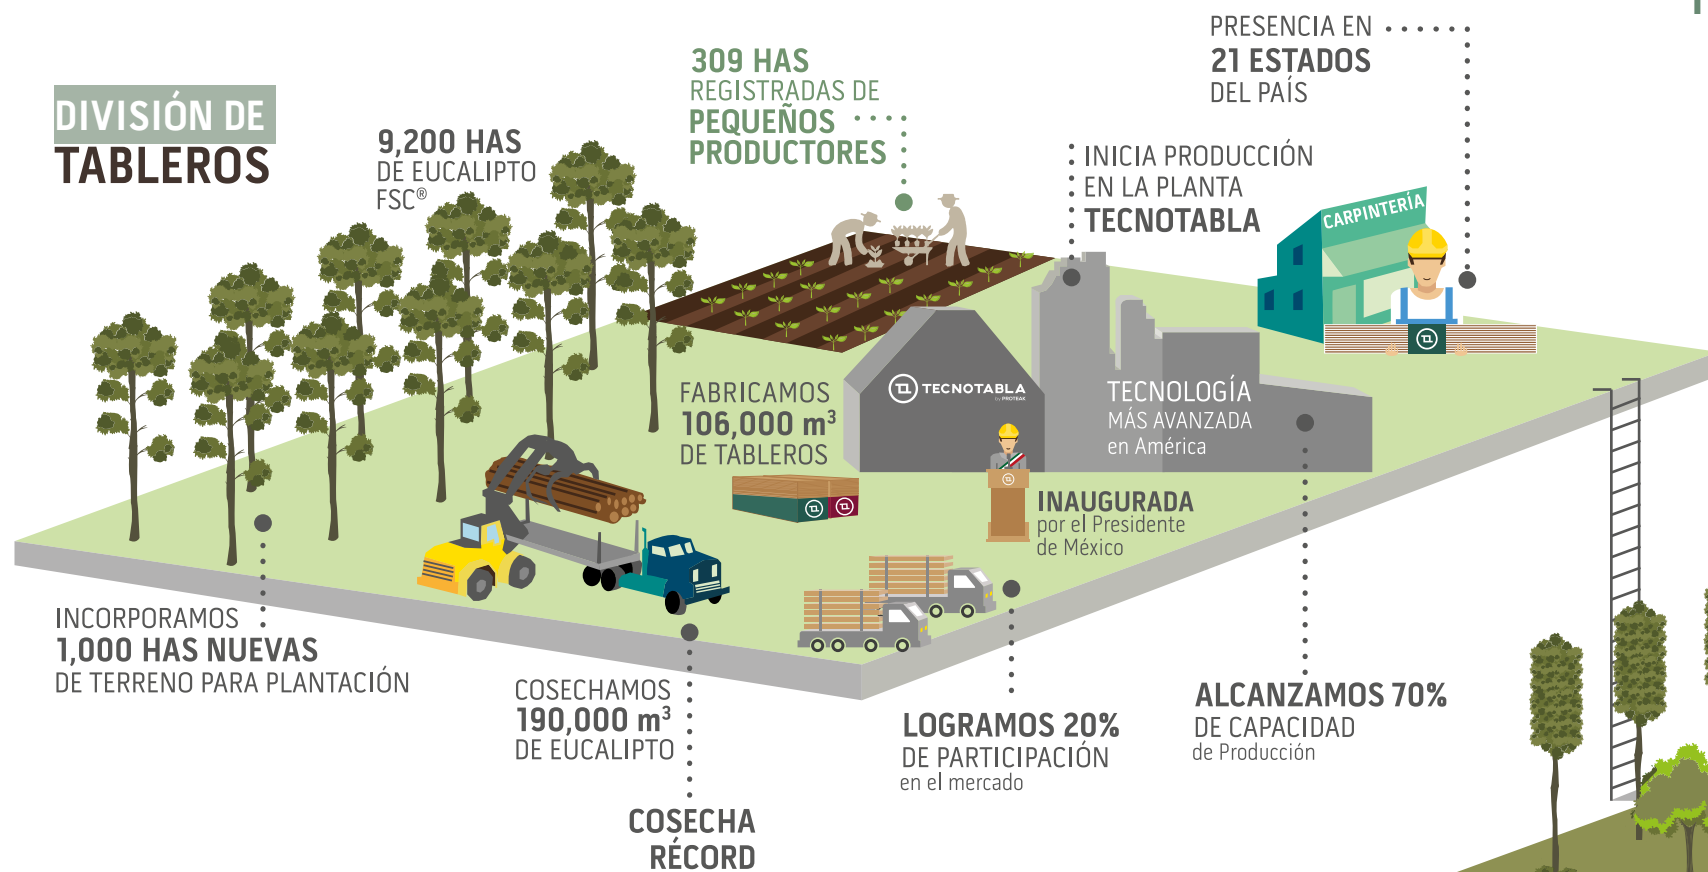 DIVISIÓN DE
TABLEROS
9,200 HAS
DE EUCALIPTO
FSC®
309 HAS
REGISTRADAS DE
PEQUEÑOS
PRODUCTORES
PRESENCIA EN
21 ESTADOS
DEL PAÍS
INICIA PRODUCCIÓN
EN LA PLANTA
TECNOTABLA
CARPINTERÍA
FABRICAMOS
106,000 m³
DE TABLEROS
TECNOTABLA
by PROTEAK
TECNOLOGÍA
MÁS AVANZADA
en América
INAUGURADA
por el Presidente
de México
INCORPORAMOS
1,000 HAS NUEVAS
DE TERRENO PARA PLANTACIÓN
COSECHAMOS
190,000 m³
DE EUCALIPTO
COSECHA
RÉCORD
LOGRAMOS 20%
DE PARTICIPACIÓN
en el mercado
ALCANZAMOS 70%
DE CAPACIDAD
de Producción